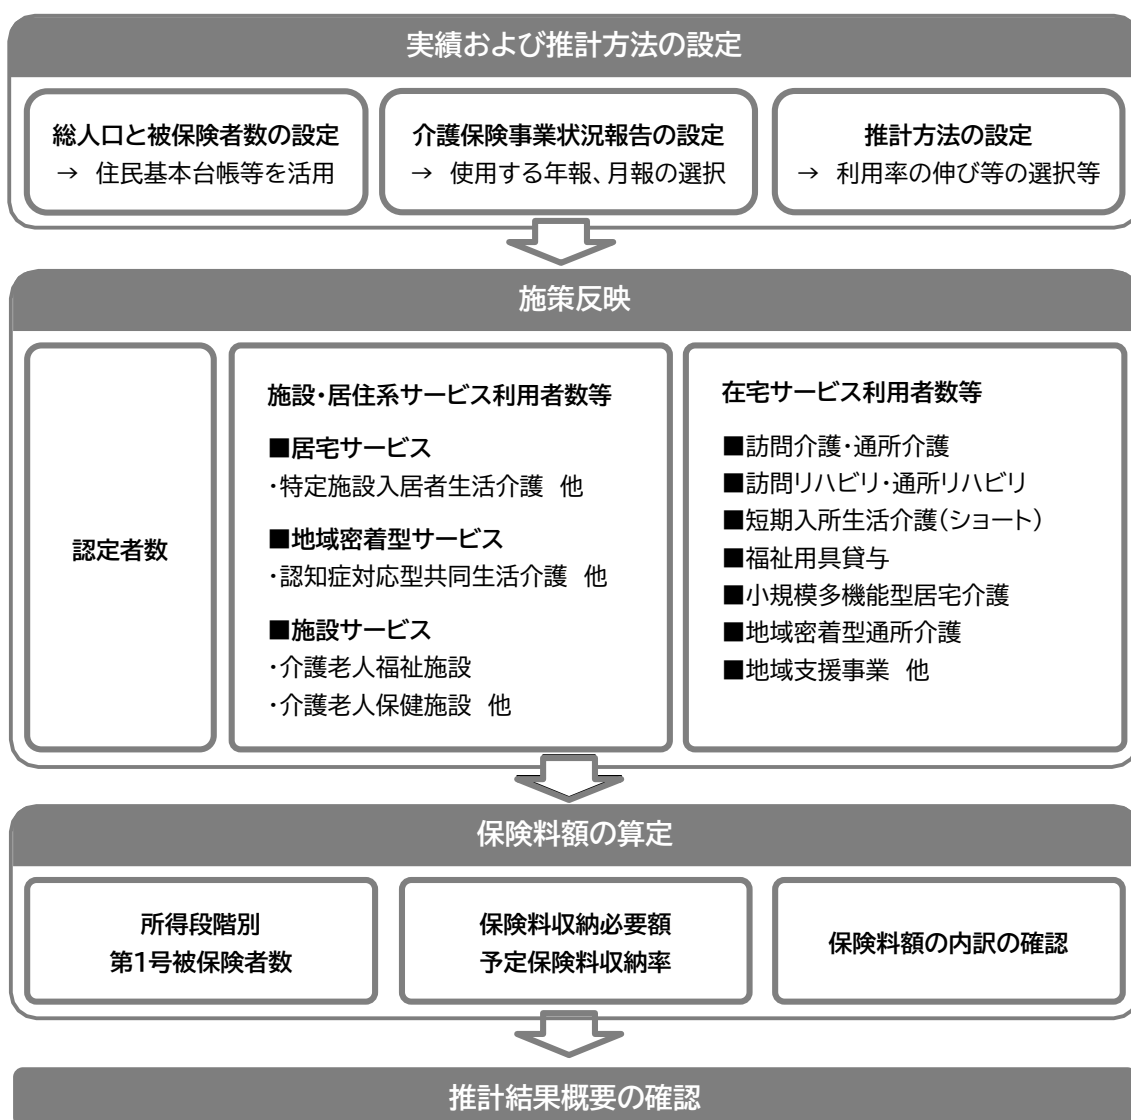 実績および推計方法の設定
総人口と被保険者数の設定
→ 住民基本台帳等を活用
介護保険事業状況報告の設定
→ 使用する年報、月報の選択
推計方法の設定
→ 利用率の伸び等の選択等
施策反映
認定者数
施設・居住系サービス利用者数等
■居宅サービス
・特定施設入居者生活介護 他
■地域密着型サービス
・認知症対応型共同生活介護 他
■施設サービス
・介護老人福祉施設
・介護老人保健施設 他
在宅サービス利用者数等
■訪問介護・通所介護
■訪問リハビリ・通所リハビリ
■短期入所生活介護(ショート)
■福祉用具貸与
■小規模多機能型居宅介護
■地域密着型通所介護
■地域支援事業 他
保険料額の算定
所得段階別
第1号被保険者数
保険料収納必要額
予定保険料収納率
保険料額の内訳の確認
推計結果概要の確認